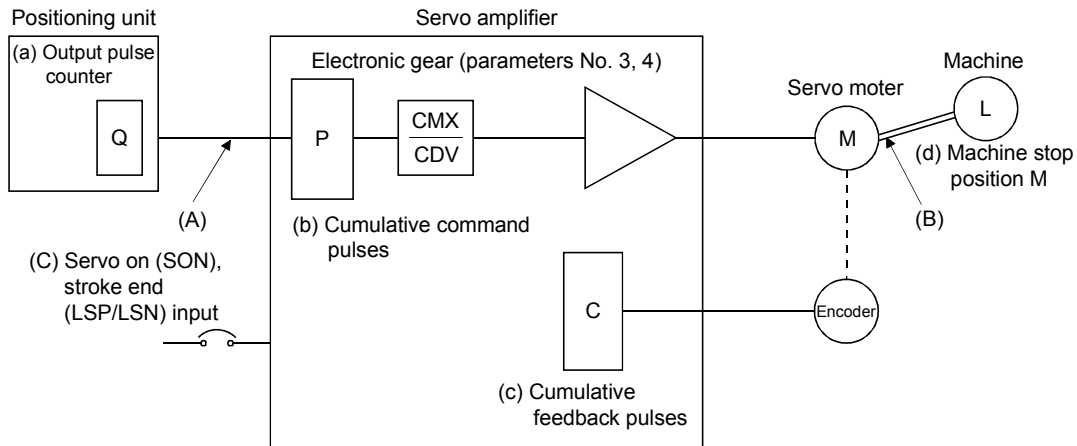 Positioning unit
(a) Output pulse
counter
Q
(A)
(C) Servo on (SON),
stroke end
(LSP/LSN) input
Servo amplifier
Electronic gear (parameters No. 3, 4)
P
CMX
CDV
(b) Cumulative command
pulses
C
(c) Cumulative
feedback pulses
Servo moter
M
Encoder
Machine
L
(d) Machine stop
position M
(B)